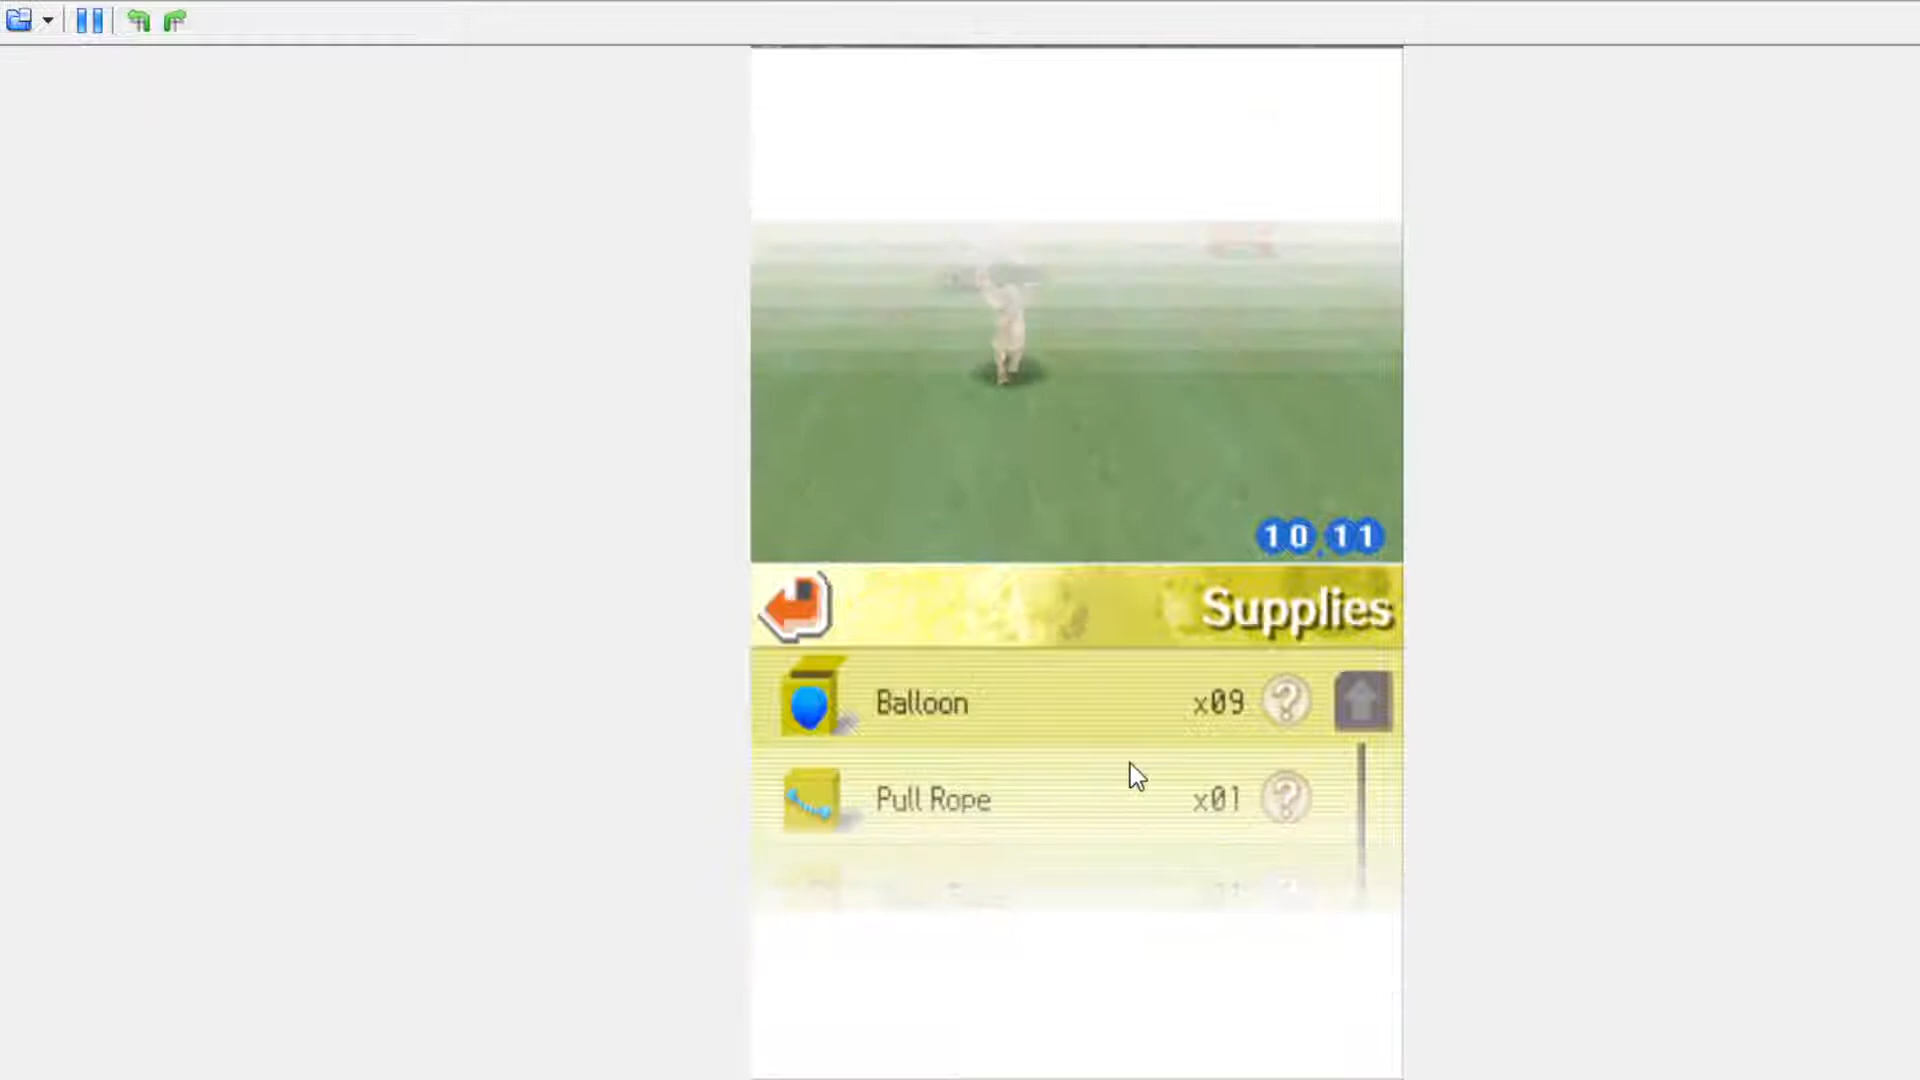 10.11
Supplies
Balloon x09 ?
Pull Rope x01 ?